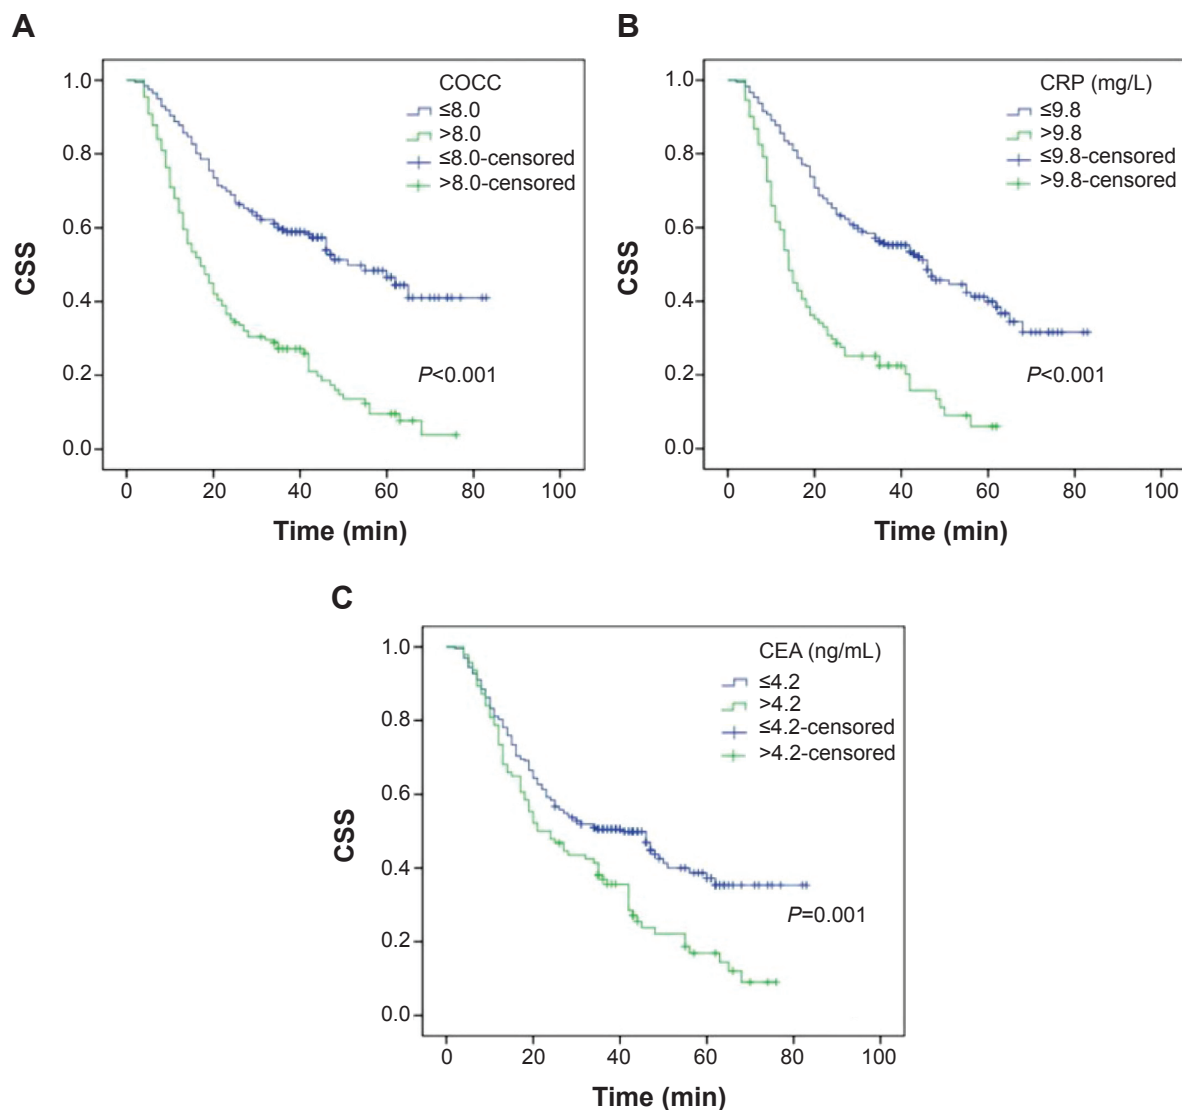 A
COCC
≤8.0
>8.0
≤8.0-censored
>8.0-censored
1.0
0.8
0.6
0.4
0.2
0.0
CSS
P<0.001
0 20 40 60 80 100
Time (min)
B
CRP (mg/L)
≤9.8
>9.8
≤9.8-censored
>9.8-censored
1.0
0.8
0.6
0.4
0.2
0.0
CSS
P<0.001
0 20 40 60 80 100
Time (min)
C
CEA (ng/mL)
≤4.2
>4.2
≤4.2-censored
>4.2-censored
1.0
0.8
0.6
0.4
0.2
0.0
CSS
P=0.001
0 20 40 60 80 100
Time (min)